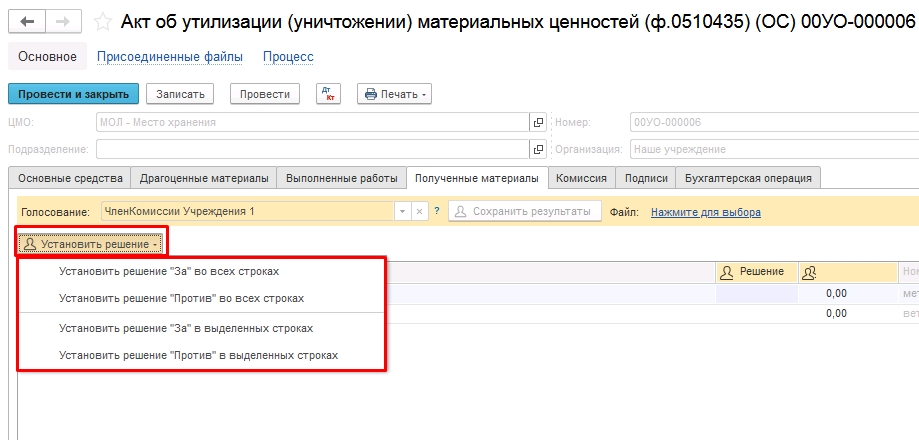 Акт об утилизации (уничтожении) материальных ценностей (ф.0510435) (ОС) 00УО-000006
Основное Присоединенные файлы Процесс
Провести и закрыть Записать Провести Дт Кт Печать
ЦМО: МОЛ - Место хранения Номер: 00УО-000006
Подразделение: Организация: Наше учреждение
Основные средства Драгоценные материалы Выполненные работы Полученные материалы Комиссия Подписи Бухгалтерская операция
Голосование: ЧленКомиссии Учреждения 1 ? Сохранить результаты Файл: Нажмите для выбора
Установить решение
Установить решение "За" во всех строках
Установить решение "Против" во всех строках
Установить решение "За" в выделенных строках
Установить решение "Против" в выделенных строках
Решение Но
0,00 мет
0,00 вет